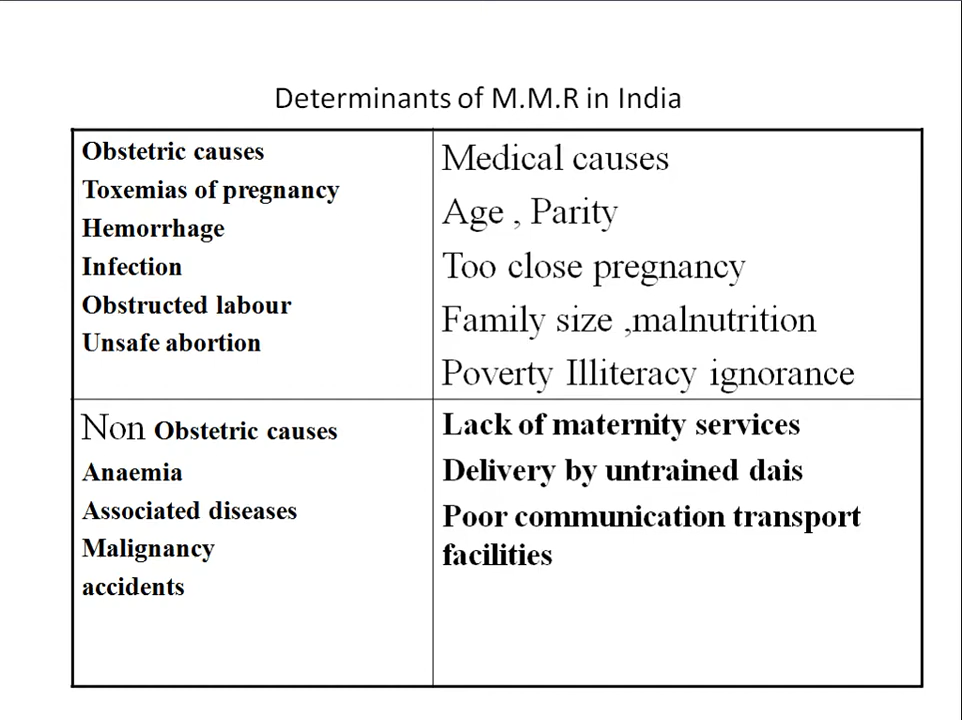 Determinants of M.M.R in India
Obstetric causes
Toxemias of pregnancy
Hemorrhage
Infection
Obstructed labour
Unsafe abortion
Medical causes
Age , Parity
Too close pregnancy
Family size ,malnutrition
Poverty Illiteracy ignorance
Non Obstetric causes
Anaemia
Associated diseases
Malignancy
accidents
Lack of maternity services
Delivery by untrained dais
Poor communication transport
facilities